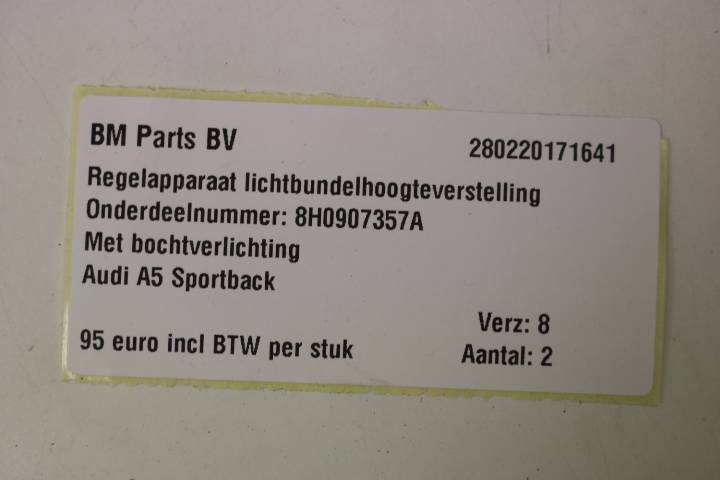 BM Parts BV 280220171641
Regelapparaat lichtbundelhoogteverstelling
Onderdeelnummer: 8H0907357A
Met bochtverlichting
Audi A5 Sportback
Verz: 8
95 euro incl BTW per stuk Aantal: 2